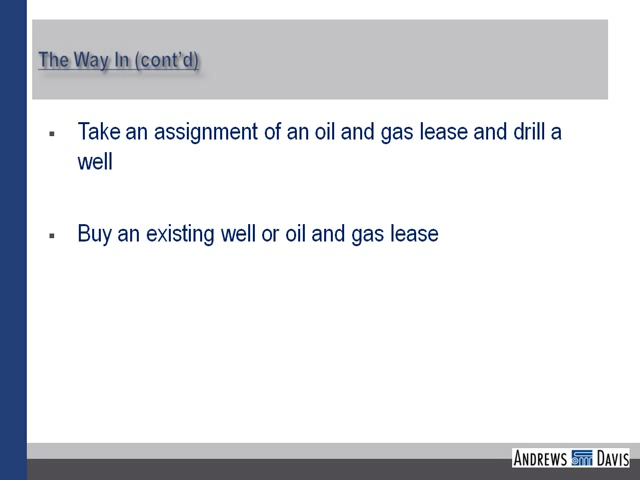 The Way In (cont'd)
▪ Take an assignment of an oil and gas lease and drill a
well
▪ Buy an existing well or oil and gas lease
ANDREWS DAVIS